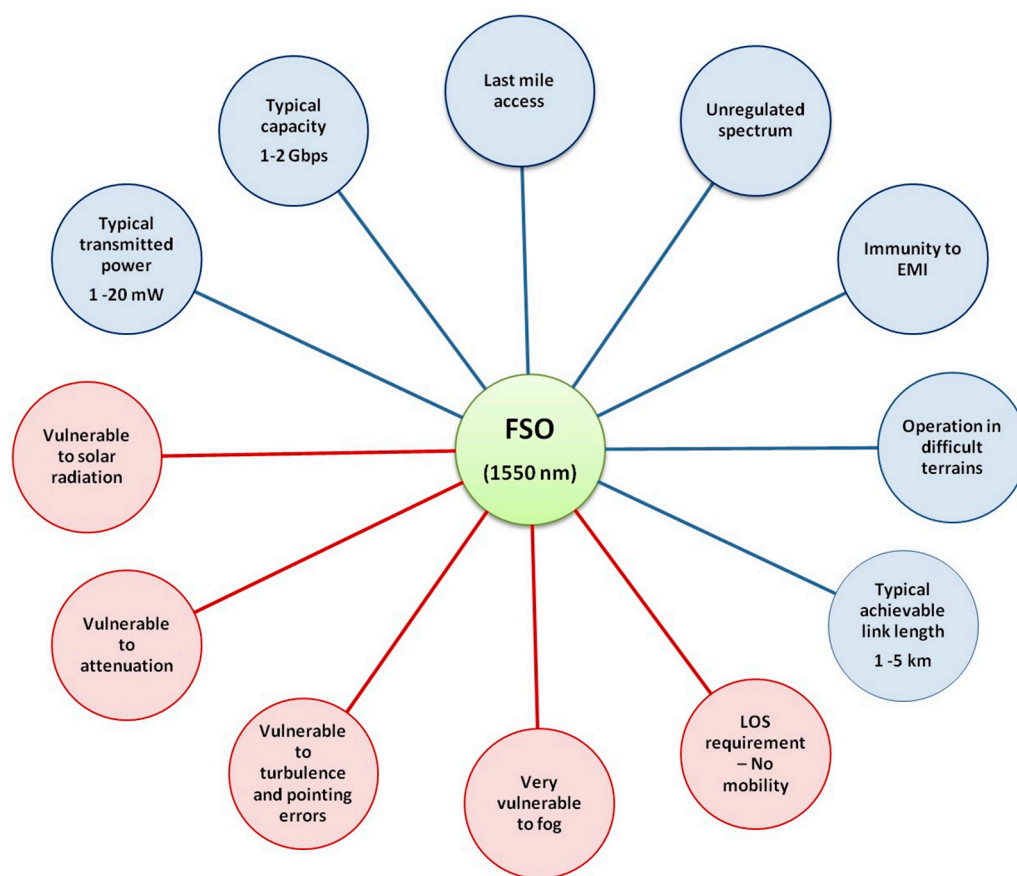 Last mile
access
Typical
capacity
1-2 Gbps
Unregulated
spectrum
Typical
transmitted
power
1 -20 mW
Immunity to
EMI
FSO
(1550 nm)
Vulnerable
to solar
radiation
Operation in
difficult
terrains
Vulnerable
to
attenuation
Typical
achievable
link length
1 -5 km
Vulnerable
to
turbulence
and pointing
errors
Very
vulnerable
to fog
LOS
requirement
– No
mobility